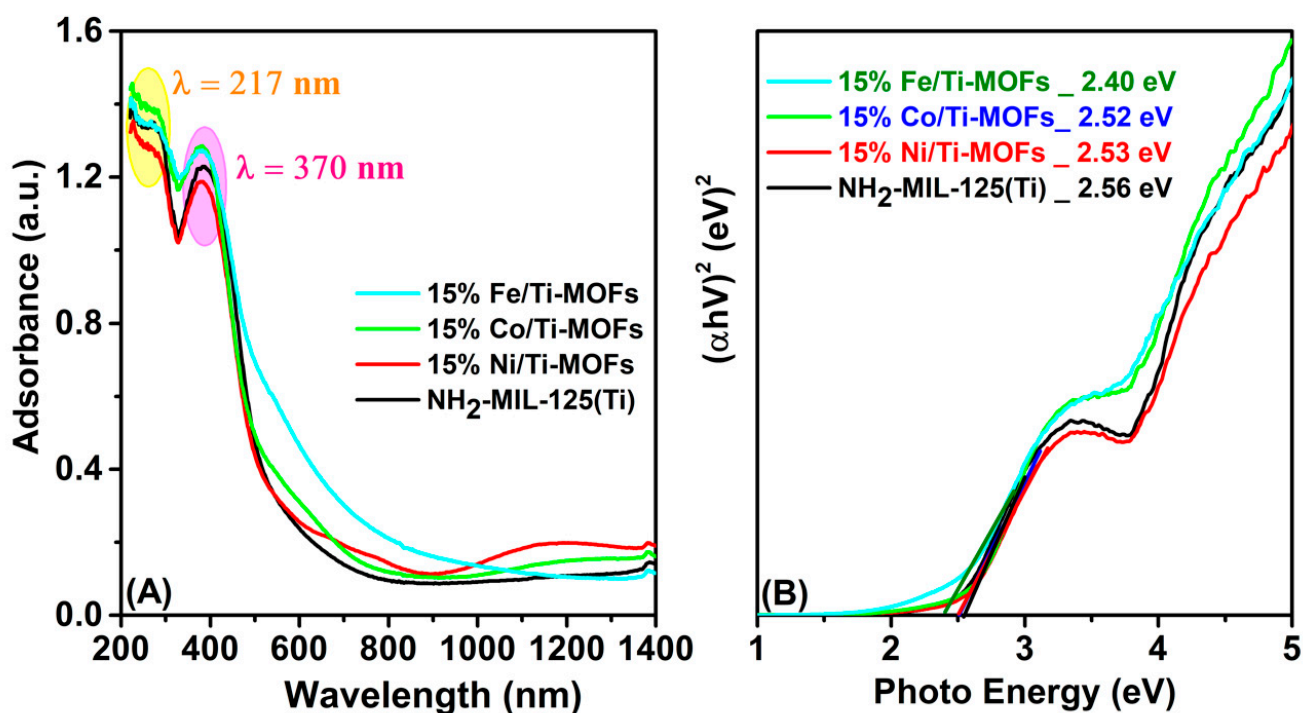 1.6
1.2
0.8
0.4
0.0
Adsorbance (a.u.)
λ = 217 nm
λ = 370 nm
15% Fe/Ti-MOFs
15% Co/Ti-MOFs
15% Ni/Ti-MOFs
NH2-MIL-125(Ti)
(A)
200 400 600 800 1000 1200 1400
Wavelength (nm)
(αhV)² (eV)²
15% Fe/Ti-MOFs _ 2.40 eV
15% Co/Ti-MOFs_ 2.52 eV
15% Ni/Ti-MOFs _ 2.53 eV
NH2-MIL-125(Ti) _ 2.56 eV
(B)
1 2 3 4 5
Photo Energy (eV)